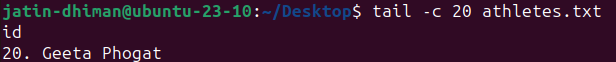 jatin-dhiman@ubuntu-23-10:~/Desktop$ tail -c 20 athletes.txt
id
20. Geeta Phogat